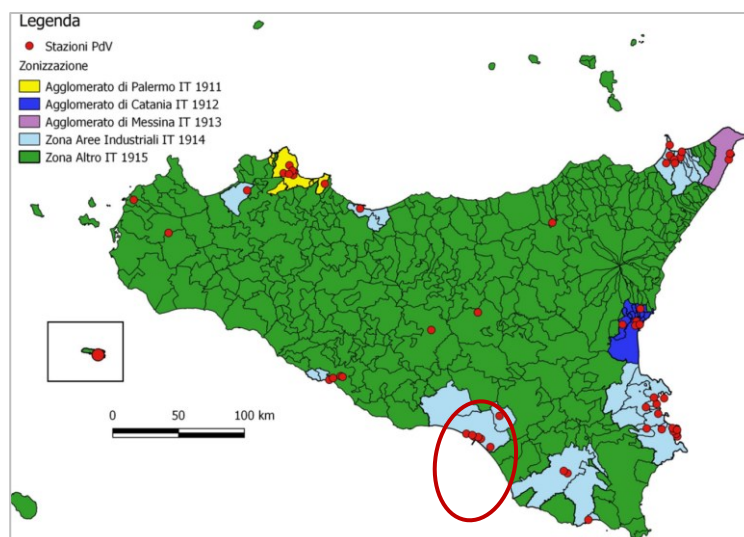 Legenda
Stazioni PdV
Zonizzazione
Agglomerato di Palermo IT 1911
Agglomerato di Catania IT 1912
Agglomerato di Messina IT 1913
Zona Aree Industriali IT 1914
Zona Altro IT 1915
0 50 100 km